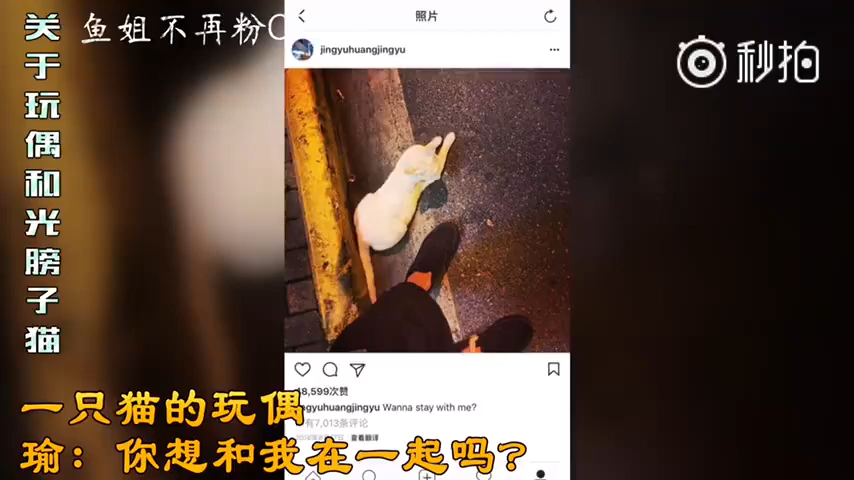 关于玩偶和光膀子猫
鱼姐不再粉
照片
jingyuhuangjingyu
秒拍
18,599次赞
jingyuhuangjingyu Wanna stay with me?
有7,013条评论
查看翻译
一只猫的玩偶
瑜：你想和我在一起吗？